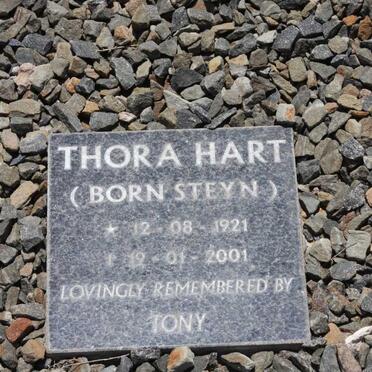 THORA HART
( BORN STEYN )
★ 12 - 08 - 1921
† 19 - 01 - 2001
LOVINGLY REMEMBERED BY
TONY